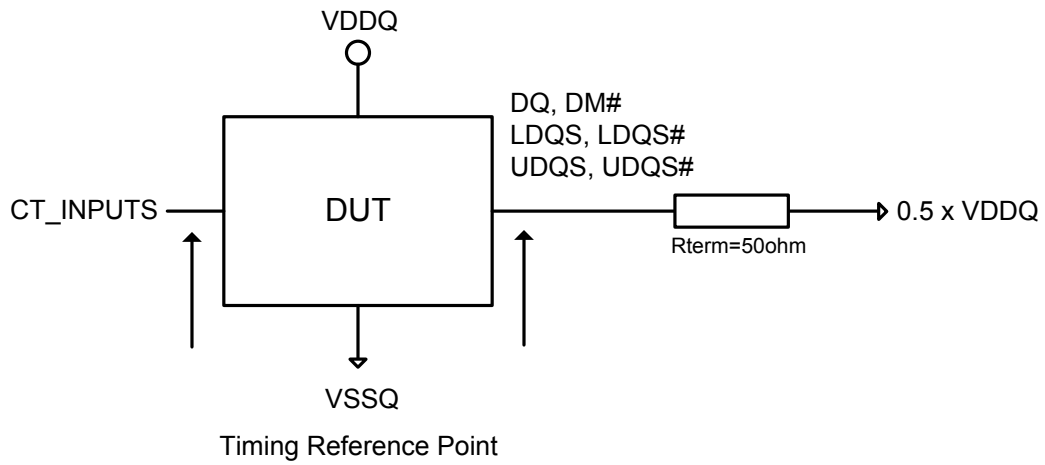 VDDQ
DQ, DM#
LDQS, LDQS#
UDQS, UDQS#
CT_INPUTS
DUT
0.5 x VDDQ
Rterm=50ohm
VSSQ
Timing Reference Point